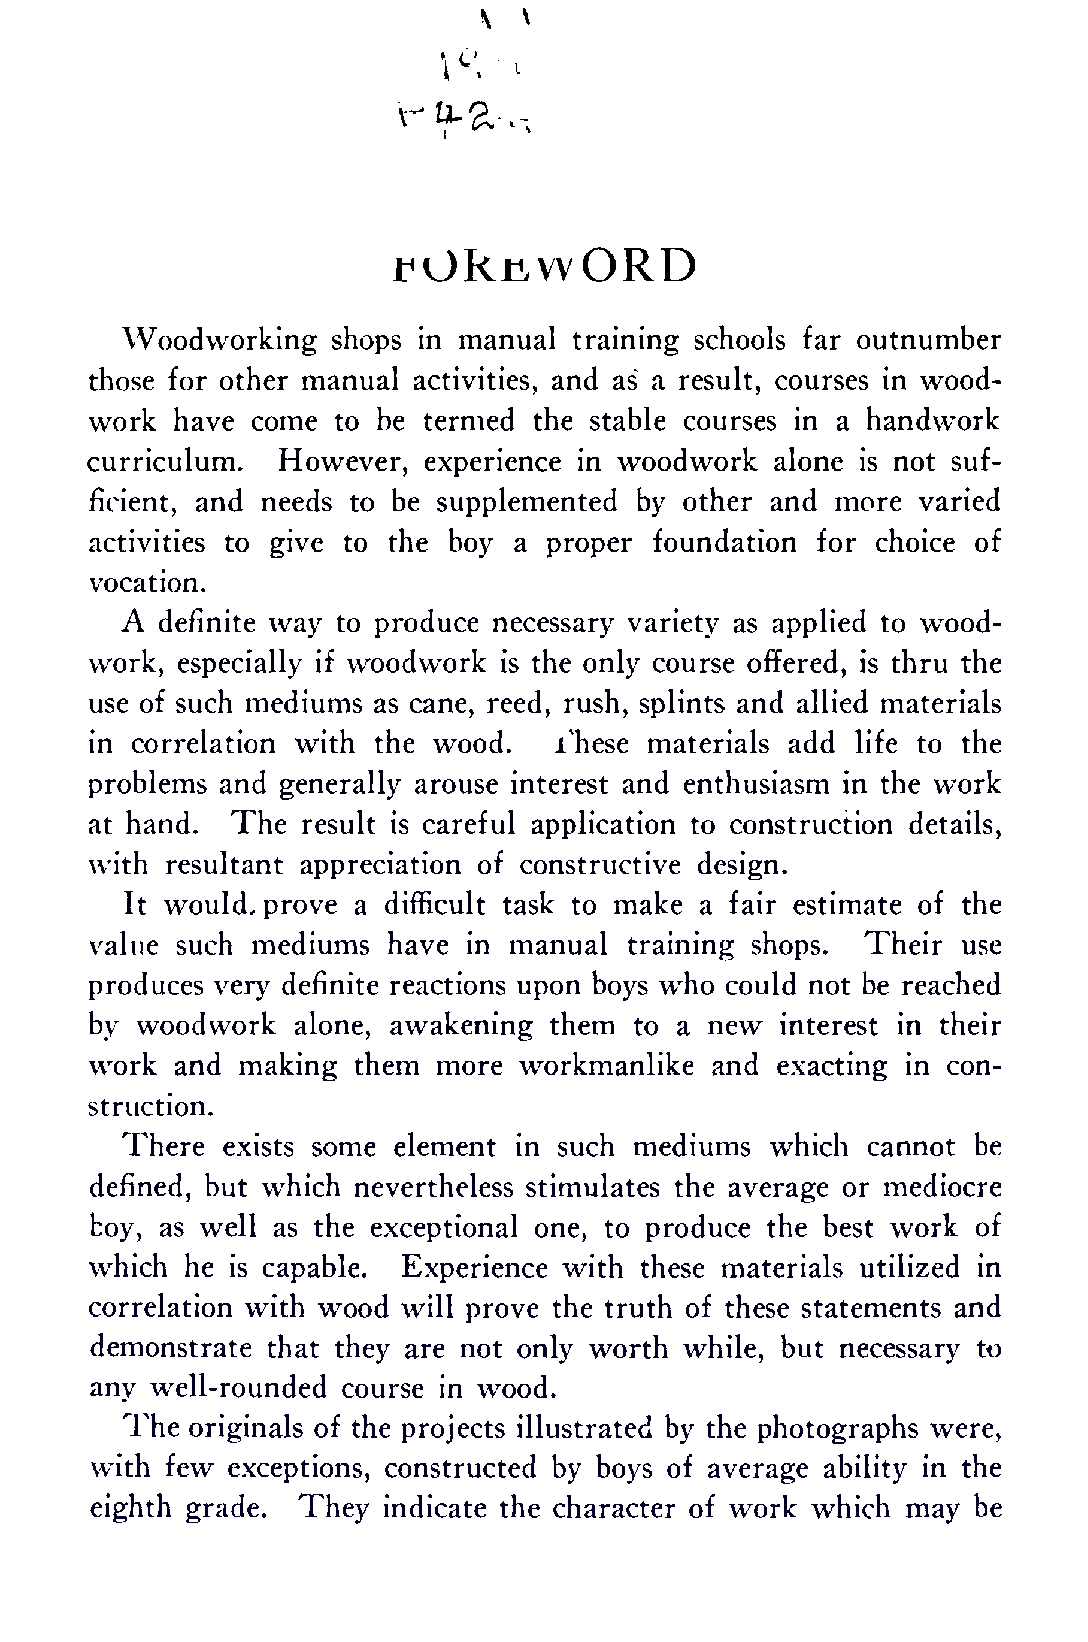 FOREWORD
Woodworking shops in manual training schools far outnumber
those for other manual activities, and as a result, courses in wood-
work have come to be termed the stable courses in a handwork
curriculum. However, experience in woodwork alone is not suf-
ficient, and needs to be supplemented by other and more varied
activities to give to the boy a proper foundation for choice of
vocation.
A definite way to produce necessary variety as applied to wood-
work, especially if woodwork is the only course offered, is thru the
use of such mediums as cane, reed, rush, splints and allied materials
in correlation with the wood. These materials add life to the
problems and generally arouse interest and enthusiasm in the work
at hand. The result is careful application to construction details,
with resultant appreciation of constructive design.
It would prove a difficult task to make a fair estimate of the
value such mediums have in manual training shops. Their use
produces very definite reactions upon boys who could not be reached
by woodwork alone, awakening them to a new interest in their
work and making them more workmanlike and exacting in con-
struction.
There exists some element in such mediums which cannot be
defined, but which nevertheless stimulates the average or mediocre
boy, as well as the exceptional one, to produce the best work of
which he is capable. Experience with these materials utilized in
correlation with wood will prove the truth of these statements and
demonstrate that they are not only worth while, but necessary to
any well-rounded course in wood.
The originals of the projects illustrated by the photographs were,
with few exceptions, constructed by boys of average ability in the
eighth grade. They indicate the character of work which may be